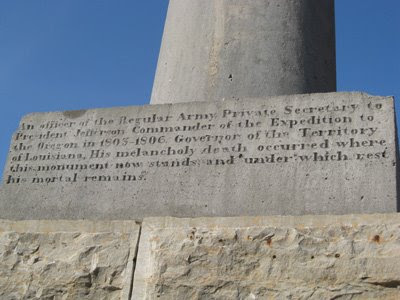 An officer of the Regular Army Private Secretary to
President Jefferson Commander of the Expedition to
the Oregon in 1803-1806. Governor of the Territory
of Louisiana, His melancholy death occurred where
this monument now stands and under which rest
his mortal remains.